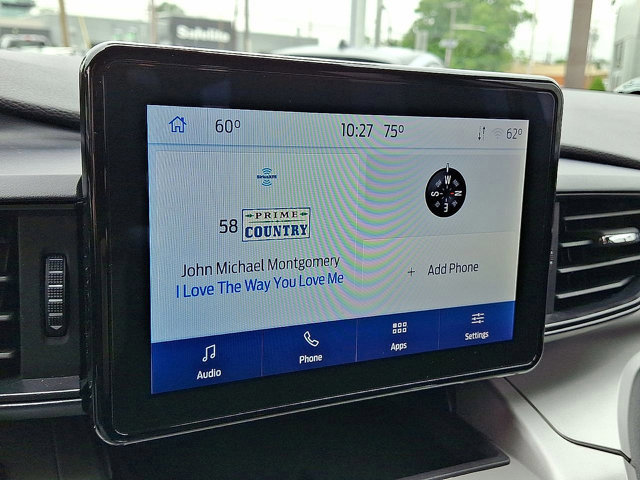 60°
10:27 75°
62°
SiriusXM
58 PRIME
COUNTRY
W
S N
E
John Michael Montgomery
I Love The Way You Love Me
+ Add Phone
Audio
Phone
Apps
Settings